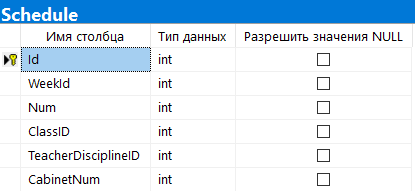 Schedule
Имя столбца Тип данных Разрешить значения NULL
Id int
WeekId int
Num int
ClassID int
TeacherDisciplineID int
CabinetNum int